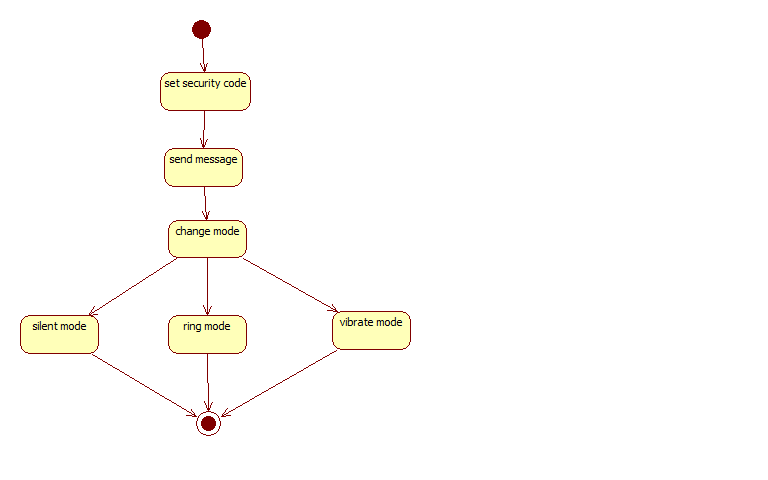 set security code
send message
change mode
silent mode
ring mode
vibrate mode